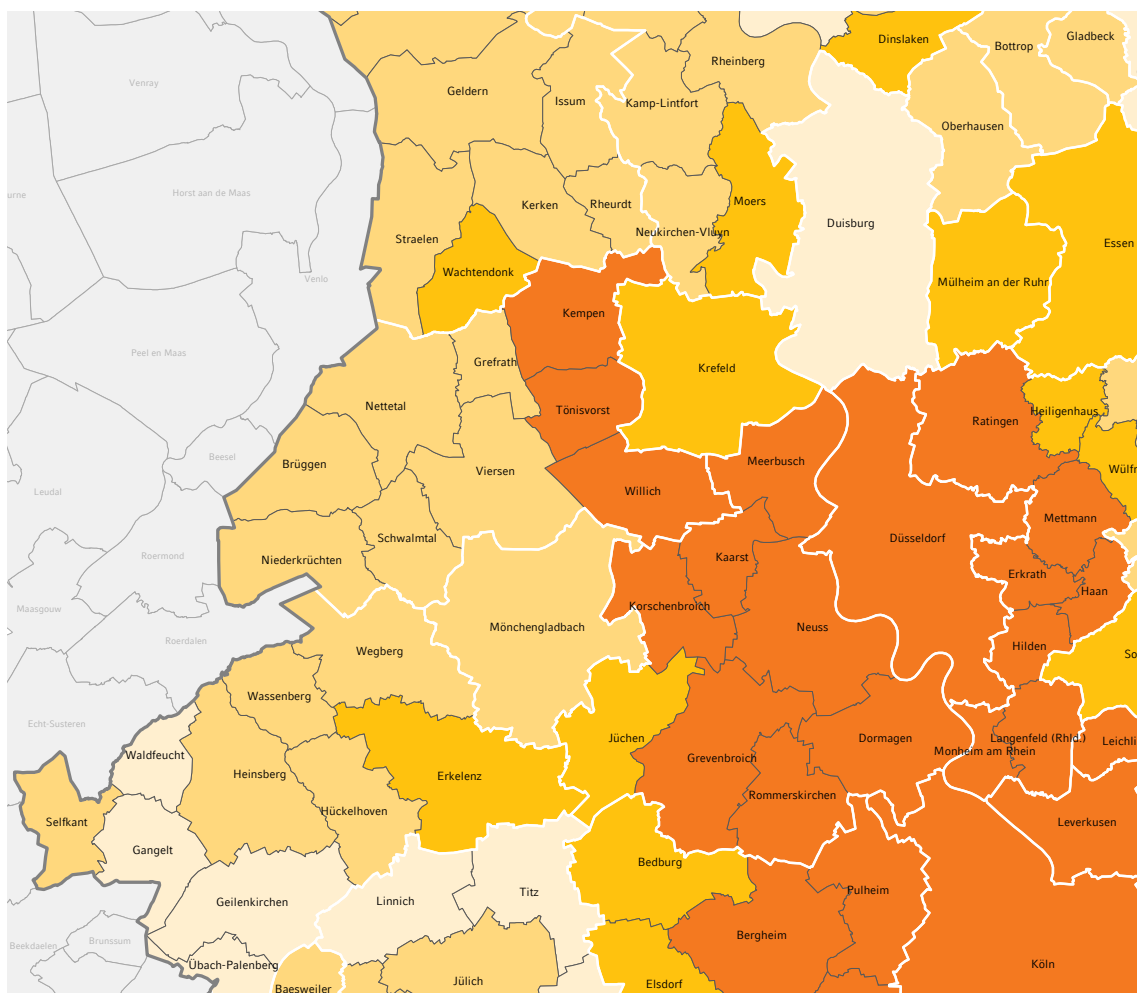 Dinslaken
Gladbeck
Bottrop
Rheinberg
Venray
Geldern
Issum
Kamp-Lintfort
Oberhausen
Horst aan de Maas
urne
Kerken
Rheurdt
Moers
Duisburg
Neukirchen-Vluyn
Straelen
Essen
Wachtendonk
Venlo
Mülheim an der Ruhr
Kempen
Peel en Maas
Grefrath
Krefeld
Nettetal
Tönisvorst
Heiligenhaus
Ratingen
Beesel
Brüggen
Viersen
Meerbusch
Wülfr
Leudal
Willich
Mettmann
Schwalmtal
Düsseldorf
Roermond
Niederkrüchten
Kaarst
Erkrath
Haan
Maasgouw
Korschenbroich
Mönchengladbach
Neuss
Roerdalen
Hilden
Wegberg
So
Wassenberg
Echt-Susteren
Jüchen
Dormagen
Langenfeld (Rhld.)
Leichli
Monheim am Rhein
Waldfeucht
Grevenbroich
Heinsberg
Erkelenz
Rommerskirchen
Hückelhoven
Selfkant
Leverkusen
Gangelt
Bedburg
Titz
Pulheim
Geilenkirchen
Linnich
Bergheim
Beekdaelen
Brunssum
Übach-Palenberg
Köln
Jülich
Elsdorf
Baesweiler